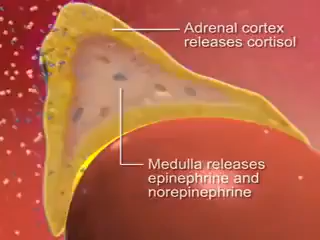 Adrenal cortex
releases cortisol
Medulla releases
epinephrine and
norepinephrine